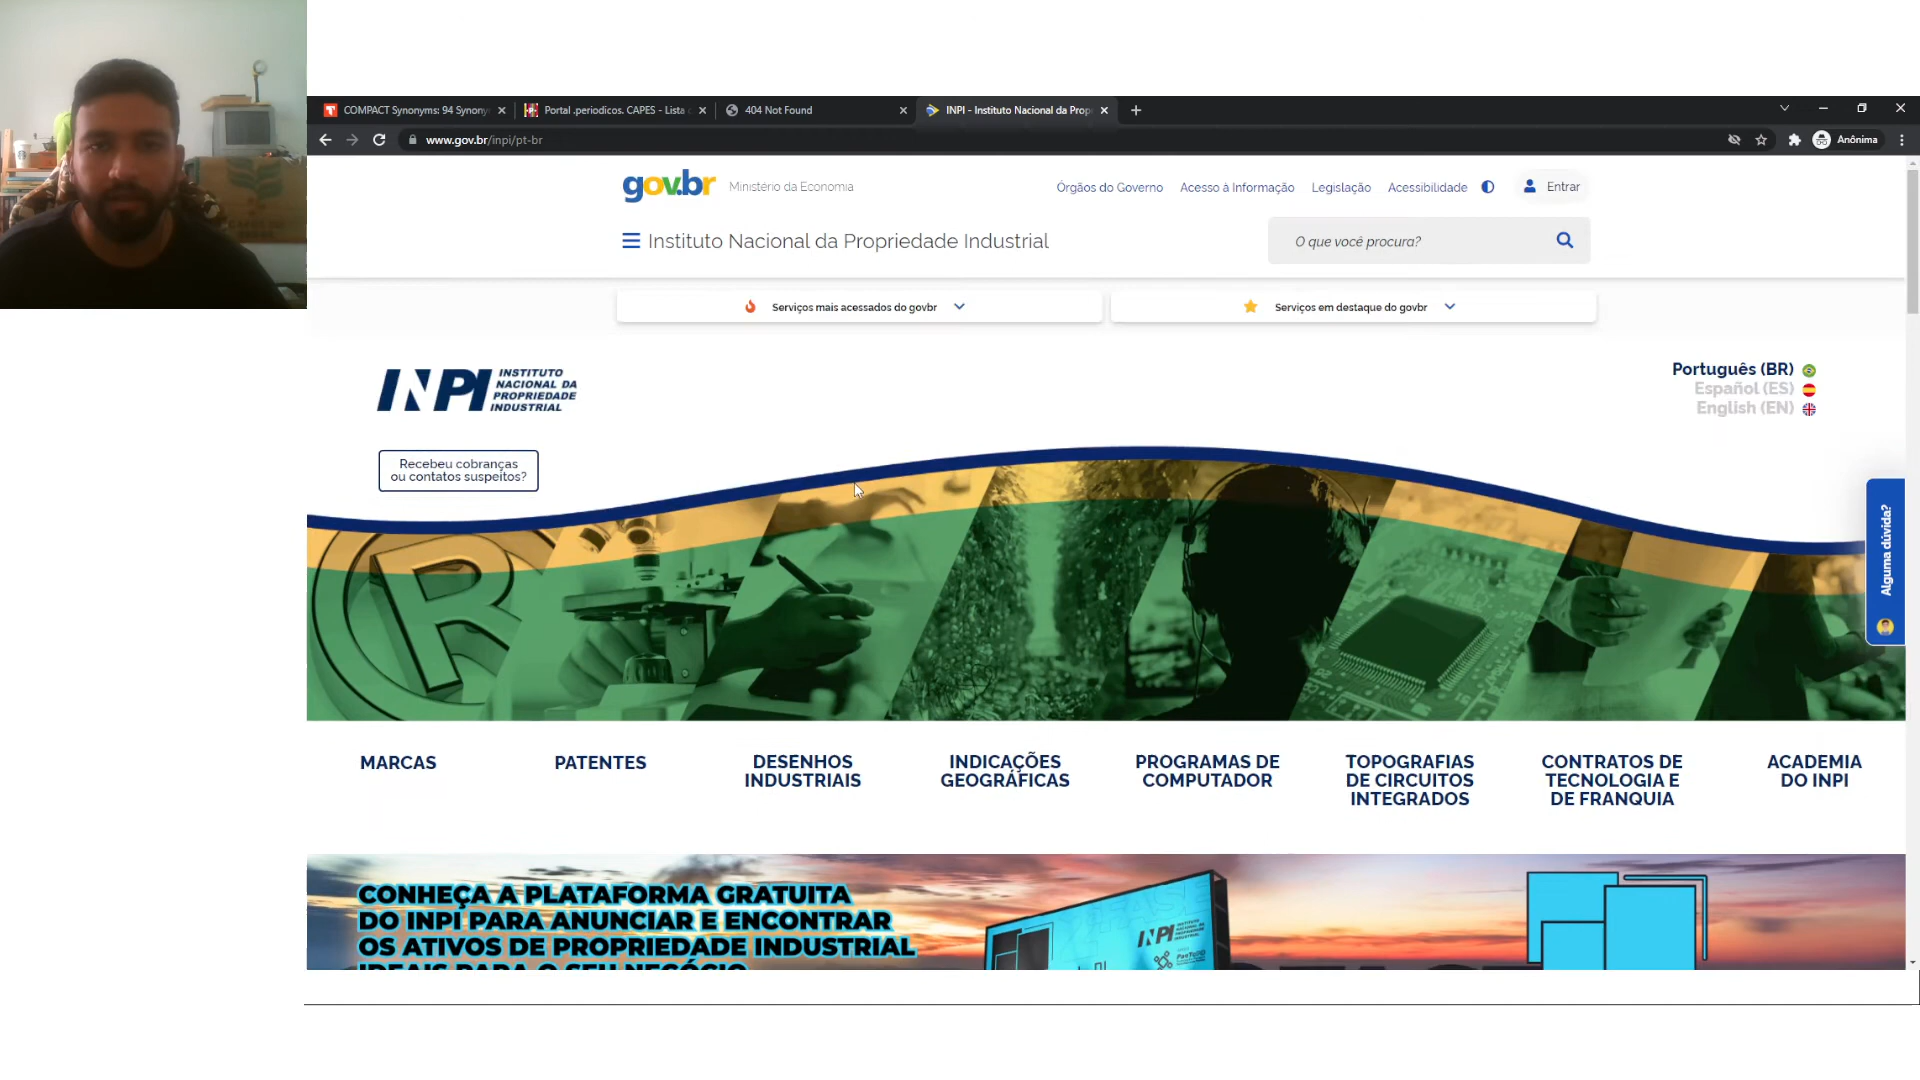 COMPACT Synonyms: 94 Synony
Portal .periodicos. CAPES - Lista
404 Not Found
INPI - Instituto Nacional da Prop
www.gov.br/inpi/pt-br
Anônima
gov.br
Ministério da Economia
Órgãos do Governo
Acesso à Informação
Legislação
Acessibilidade
Entrar
Instituto Nacional da Propriedade Industrial
O que você procura?
Serviços mais acessados do govbr
Serviços em destaque do govbr
INPI
INSTITUTO
NACIONAL DA
PROPRIEDADE
INDUSTRIAL
Português (BR)
Español (ES)
English (EN)
Recebeu cobranças
ou contatos suspeitos?
R
Alguma dúvida?
MARCAS
PATENTES
DESENHOS
INDUSTRIAIS
INDICAÇÕES
GEOGRÁFICAS
PROGRAMAS DE
COMPUTADOR
TOPOGRAFIAS
DE CIRCUITOS
INTEGRADOS
CONTRATOS DE
TECNOLOGIA E
DE FRANQUIA
ACADEMIA
DO INPI
CONHEÇA A PLATAFORMA GRATUITA
DO INPI PARA ANUNCIAR E ENCONTRAR
OS ATIVOS DE PROPRIEDADE INDUSTRIAL
IDEAIS PARA O SEU NEGÓCIO
INPI